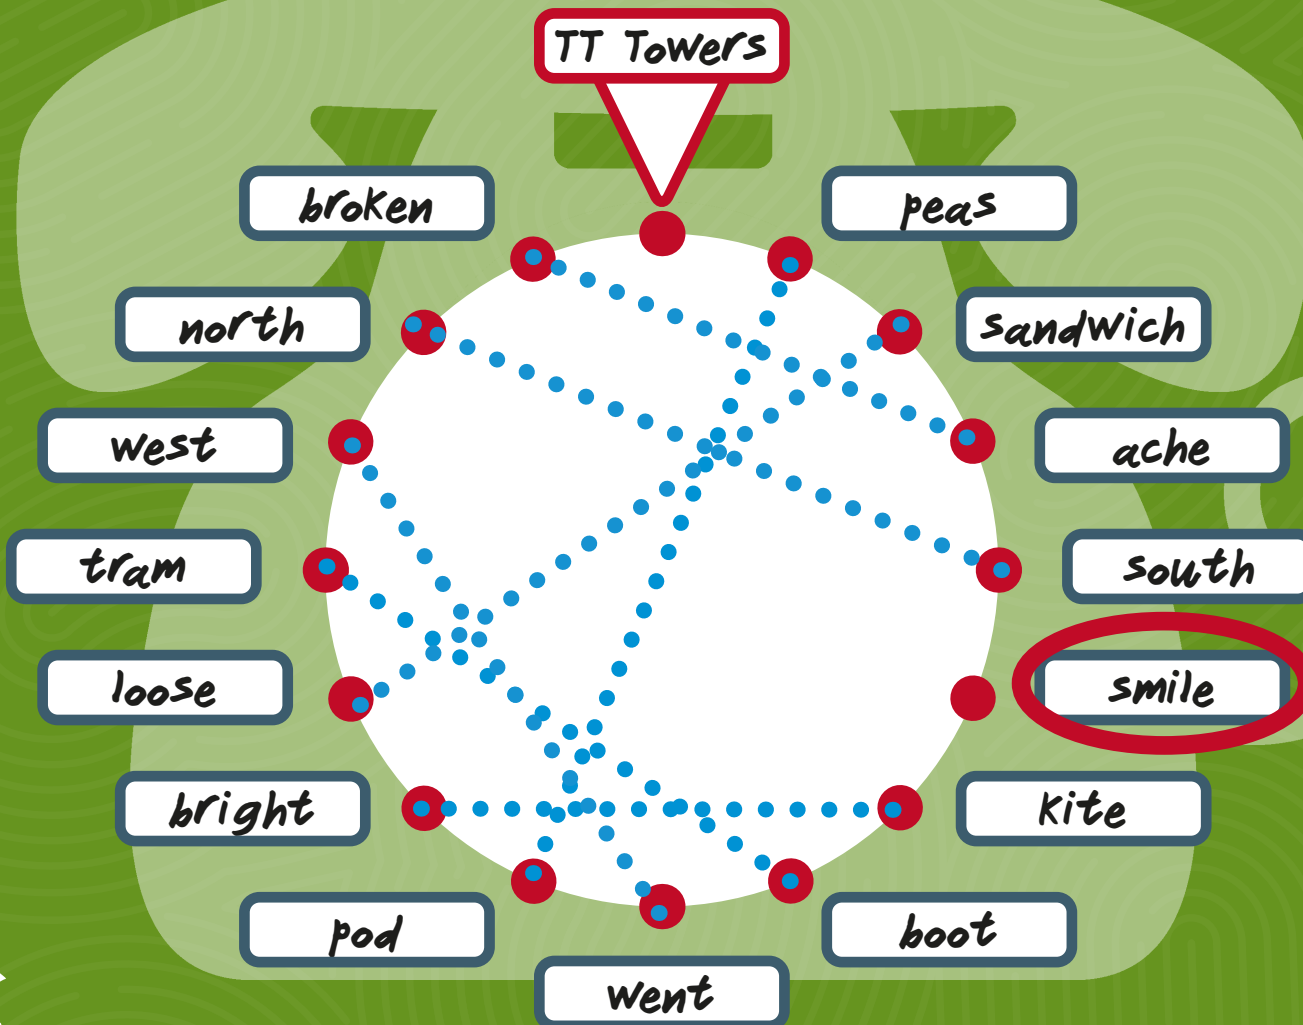 TT Towers
broken
peas
north
sandwich
west
ache
tram
south
loose
smile
bright
kite
pod
boot
went